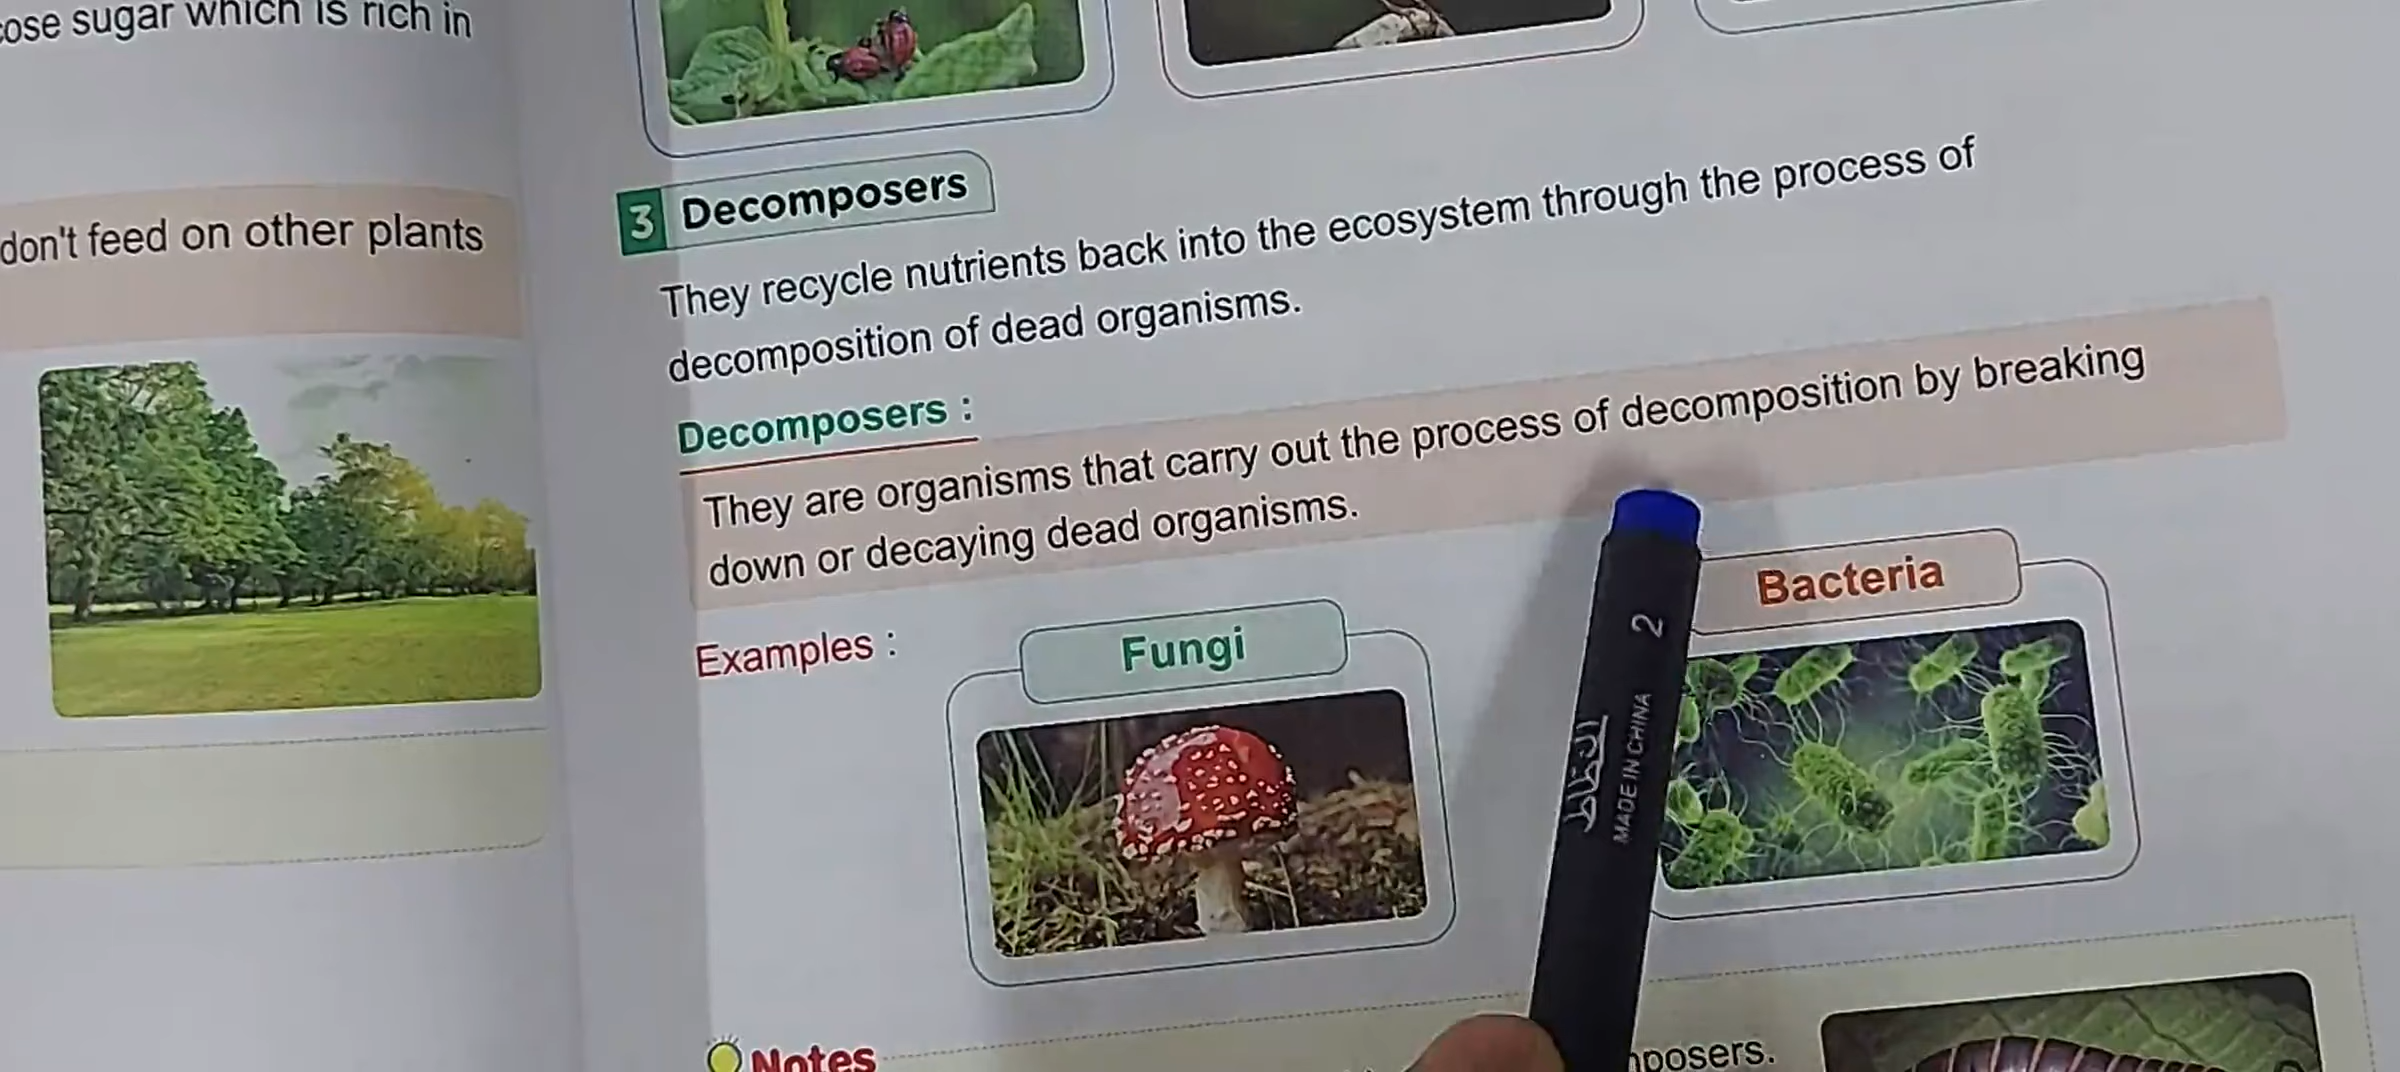 ose sugar which is rich in
don't feed on other plants
3 Decomposers
They recycle nutrients back into the ecosystem through the process of
decomposition of dead organisms.
Decomposers :
They are organisms that carry out the process of decomposition by breaking
down or decaying dead organisms.
Examples :
Fungi
Bacteria
2
MADE IN CHINA
Notes
posers.